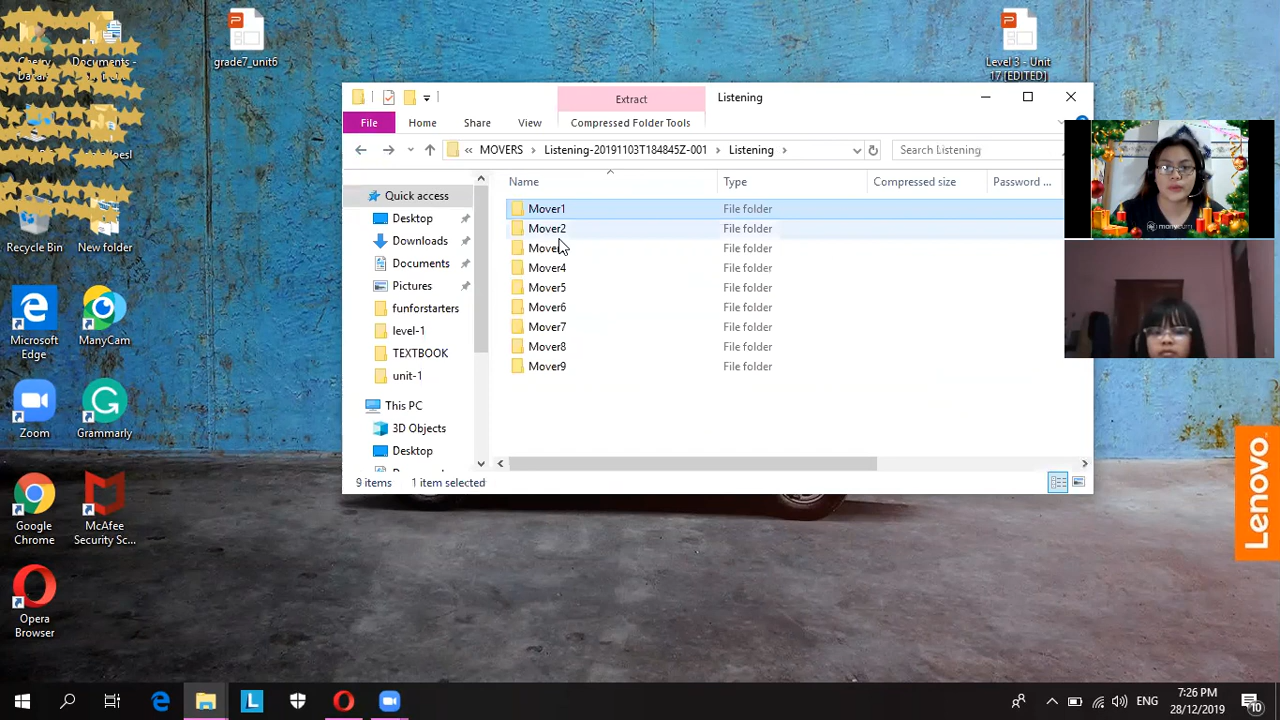 grade7_unit6
Level 3 - Unit
17 [EDITED]
Documents -
Recycle Bin
New folder
Microsoft
Edge
ManyCam
Zoom
Grammarly
Google
Chrome
McAfee
Security Sc...
Opera
Browser
Extract
Listening
File
Home
Share
View
Compressed Folder Tools
« MOVERS > Listening-20191103T184845Z-001 > Listening >
Search Listening
Name
Type
Compressed size
Password ...
Quick access
Desktop
Downloads
Documents
Pictures
funforstarters
level-1
TEXTBOOK
unit-1
This PC
3D Objects
Desktop
Mover1 File folder
Mover2 File folder
File folder
Mover4 File folder
Mover5 File folder
Mover6 File folder
Mover7 File folder
Mover8 File folder
Mover9 File folder
9 items
1 item selected
manycam
Lenovo
ENG
7:26 PM
28/12/2019
10